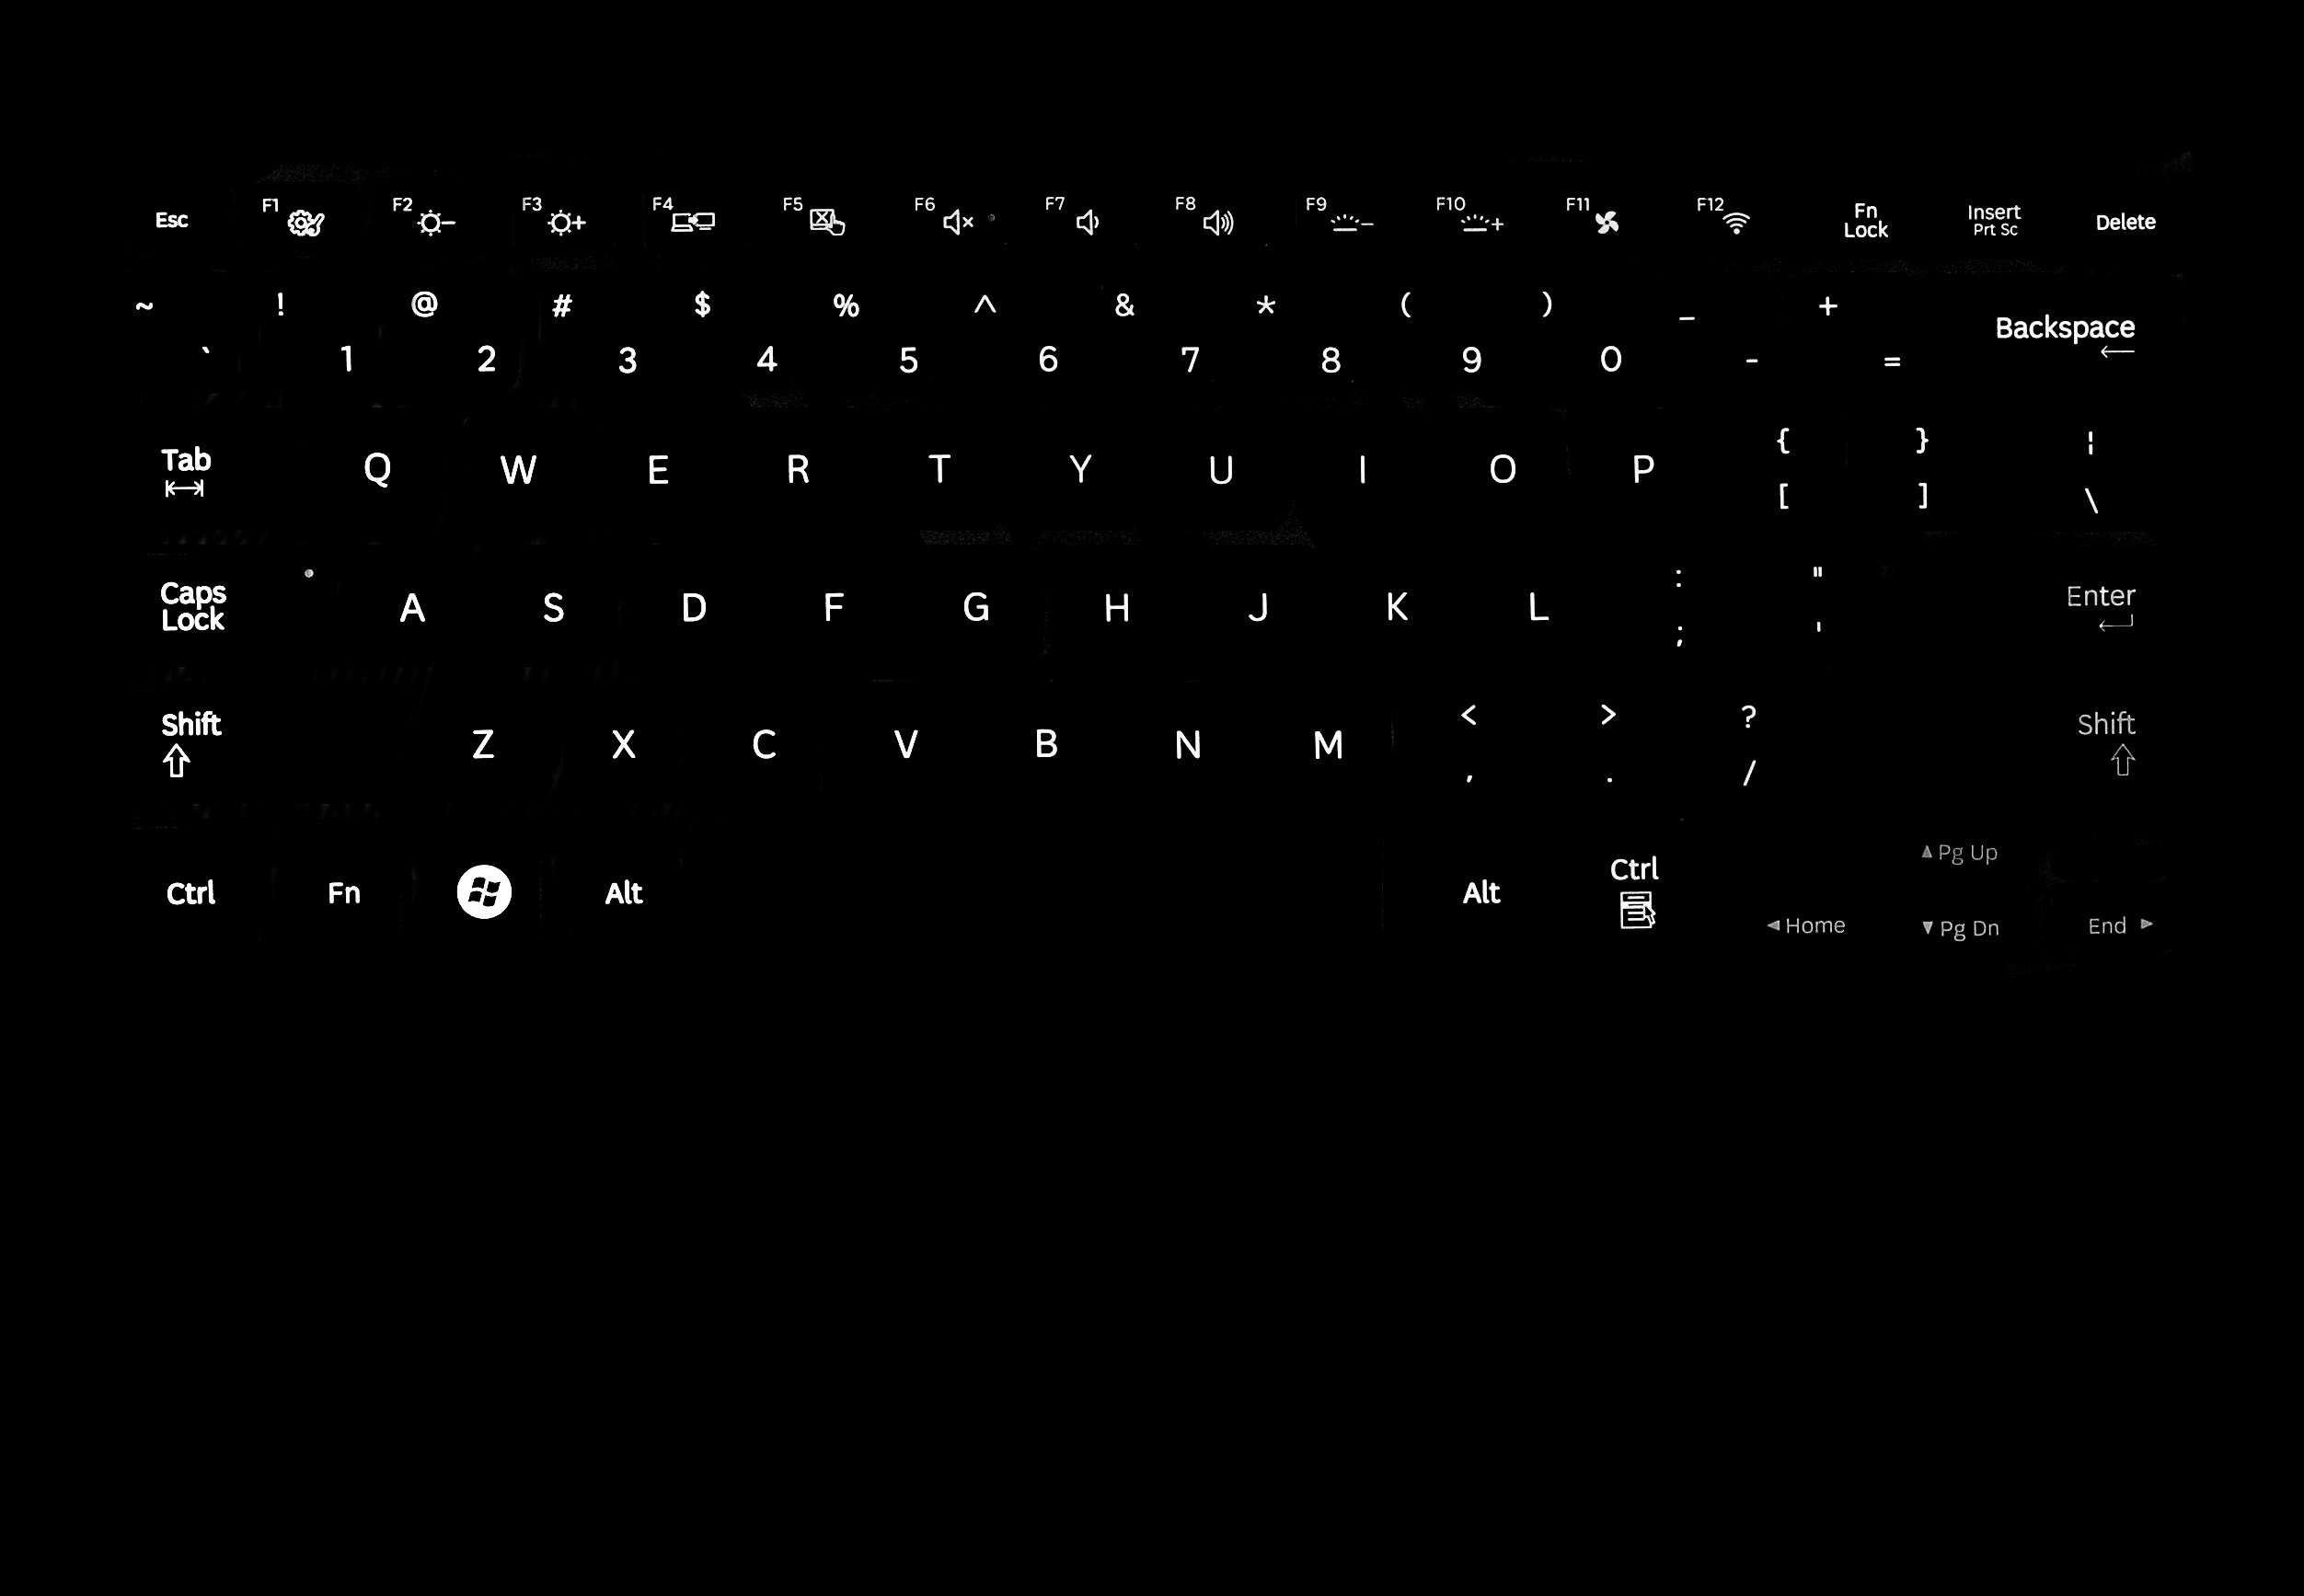 Esc F1 F2 F3 F4 F5 F6 F7 F8 F9 F10 F11 F12 Fn Lock Insert Prt Sc Delete
~ ! @ # $ % ^ & * ( ) _ + Backspace
` 1 2 3 4 5 6 7 8 9 0 - =
Tab Q W E R T Y U I O P { } ¦
[ ] \
Caps Lock A S D F G H J K L : " Enter
; '
Shift Z X C V B N M < > ? Shift
, . /
Ctrl Fn Alt Alt Ctrl Pg Up
Home Pg Dn End